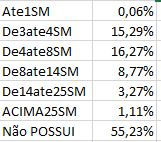 Ate1SM 0,06%
De3ate4SM 15,29%
De4ate8SM 16,27%
De8ate14SM 8,77%
De14ate25SM 3,27%
ACIMA25SM 1,11%
Não POSSUI 55,23%